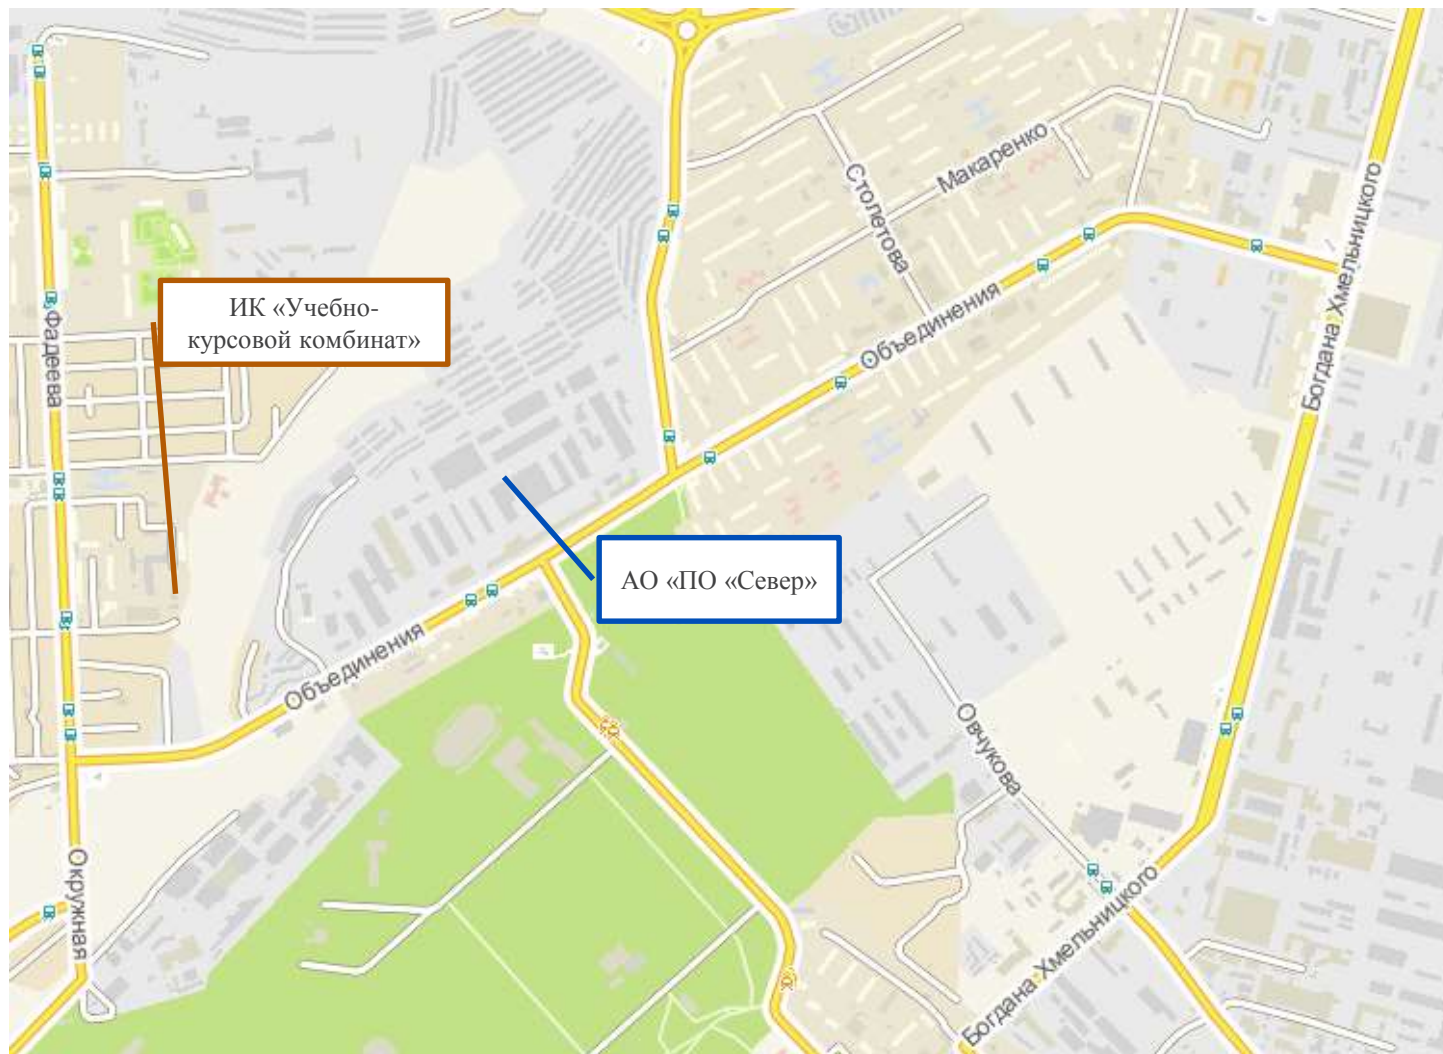 Макаренко
Столетова
Богдана Хмельницкого
ИК «Учебно-
курсовой комбинат»
Фадеева
Объединения
АО «ПО «Север»
Объединения
Овчукова
Окружная
Богдана Хмельницкого